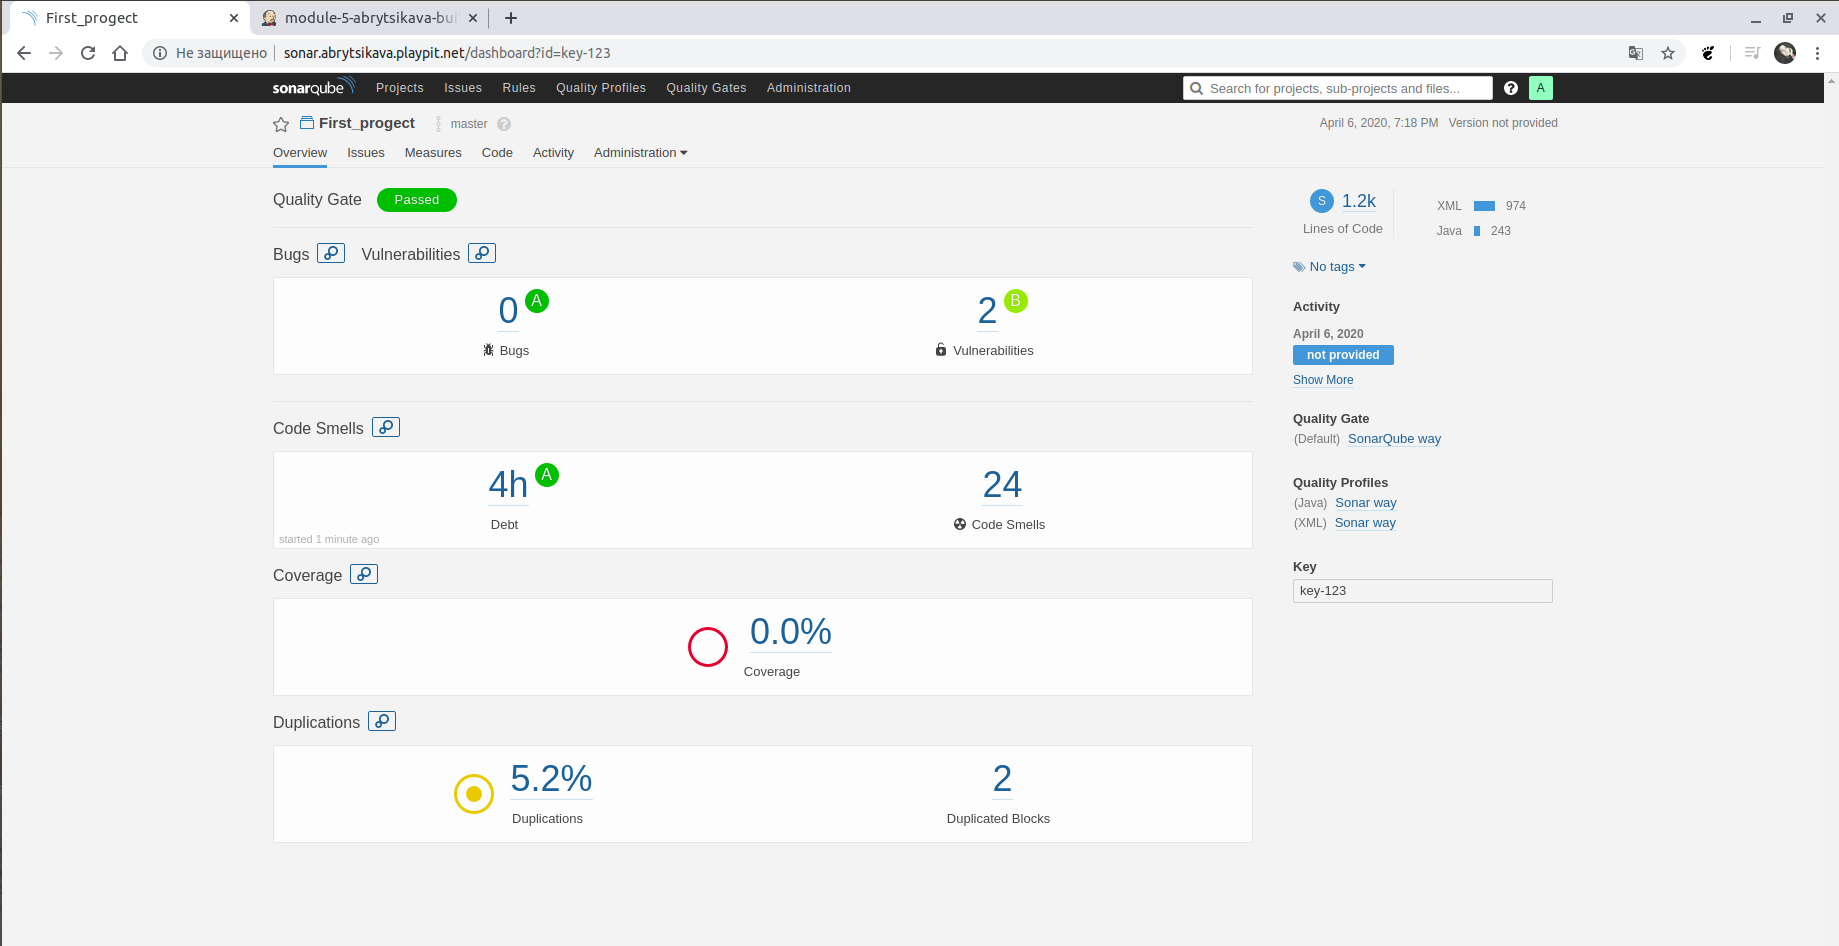 First_progect
module-5-abrytsikava-bui
Не защищено
sonar.abrytsikava.playpit.net/dashboard?id=key-123
sonarqube Projects Issues Rules Quality Profiles Quality Gates Administration
Search for projects, sub-projects and files...
? A
First_progect master ?
April 6, 2020, 7:18 PM Version not provided
Overview Issues Measures Code Activity Administration
Quality Gate Passed
Bugs Vulnerabilities
0 A
Bugs
2 B
Vulnerabilities
Code Smells
4h A
Debt
24
Code Smells
started 1 minute ago
Coverage
0.0%
Coverage
Duplications
5.2%
Duplications
2
Duplicated Blocks
S 1.2k
Lines of Code
XML 974
Java 243
No tags
Activity
April 6, 2020
not provided
Show More
Quality Gate
(Default) SonarQube way
Quality Profiles
(Java) Sonar way
(XML) Sonar way
Key
key-123